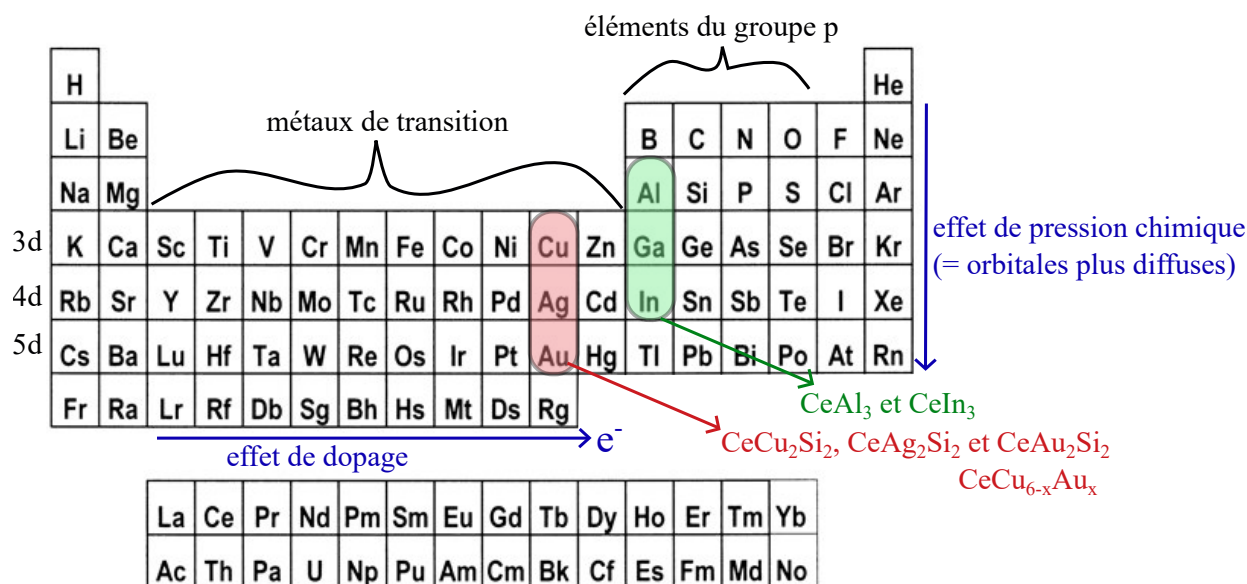 éléments du groupe p
H He
métaux de transition
Li Be B C N O F Ne
Na Mg Al Si P S Cl Ar
3d K Ca Sc Ti V Cr Mn Fe Co Ni Cu Zn Ga Ge As Se Br Kr
effet de pression chimique
(= orbitales plus diffuses)
4d Rb Sr Y Zr Nb Mo Tc Ru Rh Pd Ag Cd In Sn Sb Te I Xe
5d Cs Ba Lu Hf Ta W Re Os Ir Pt Au Hg Tl Pb Bi Po At Rn
Fr Ra Lr Rf Db Sg Bh Hs Mt Ds Rg
CeAl₃ et CeIn₃
e⁻
effet de dopage
CeCu₂Si₂, CeAg₂Si₂ et CeAu₂Si₂
CeCu₆₋ₓAuₓ
La Ce Pr Nd Pm Sm Eu Gd Tb Dy Ho Er Tm Yb
Ac Th Pa U Np Pu Am Cm Bk Cf Es Fm Md No